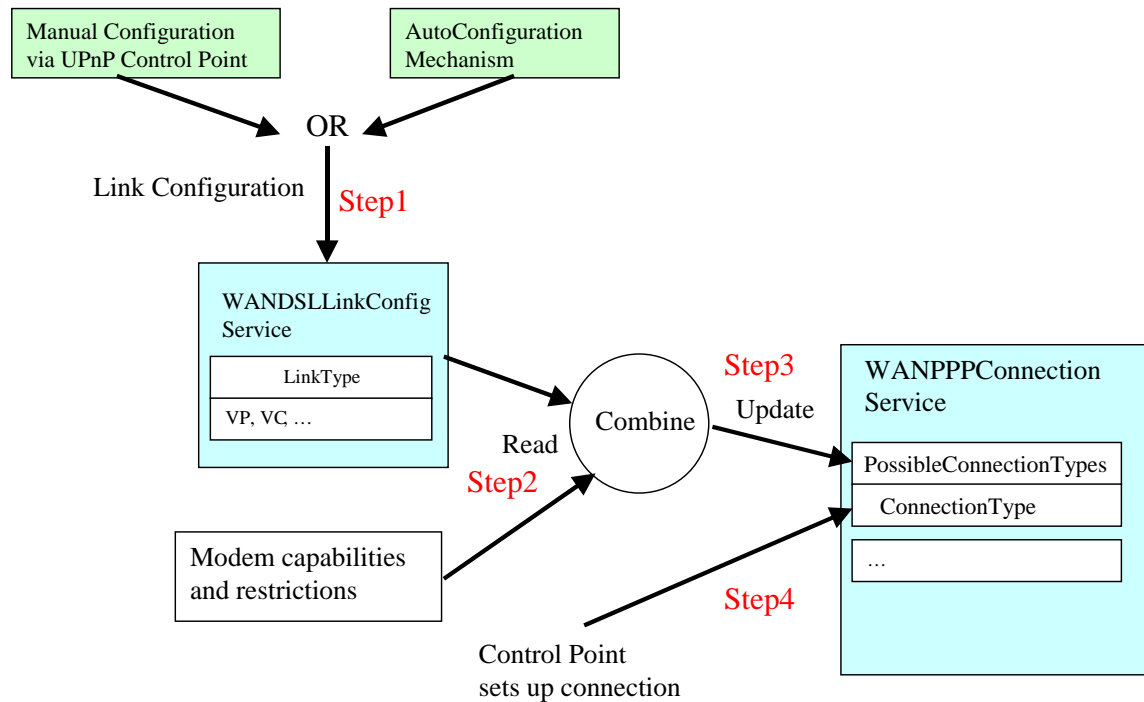 Manual Configuration
via UPnP Control Point
AutoConfiguration
Mechanism
OR
Link Configuration
Step1
WANDSLLinkConfig
Service
LinkType
VP, VC, …
Read
Step2
Combine
Step3
Update
WANPPPConnection
Service
PossibleConnectionTypes
ConnectionType
…
Modem capabilities
and restrictions
Step4
Control Point
sets up connection